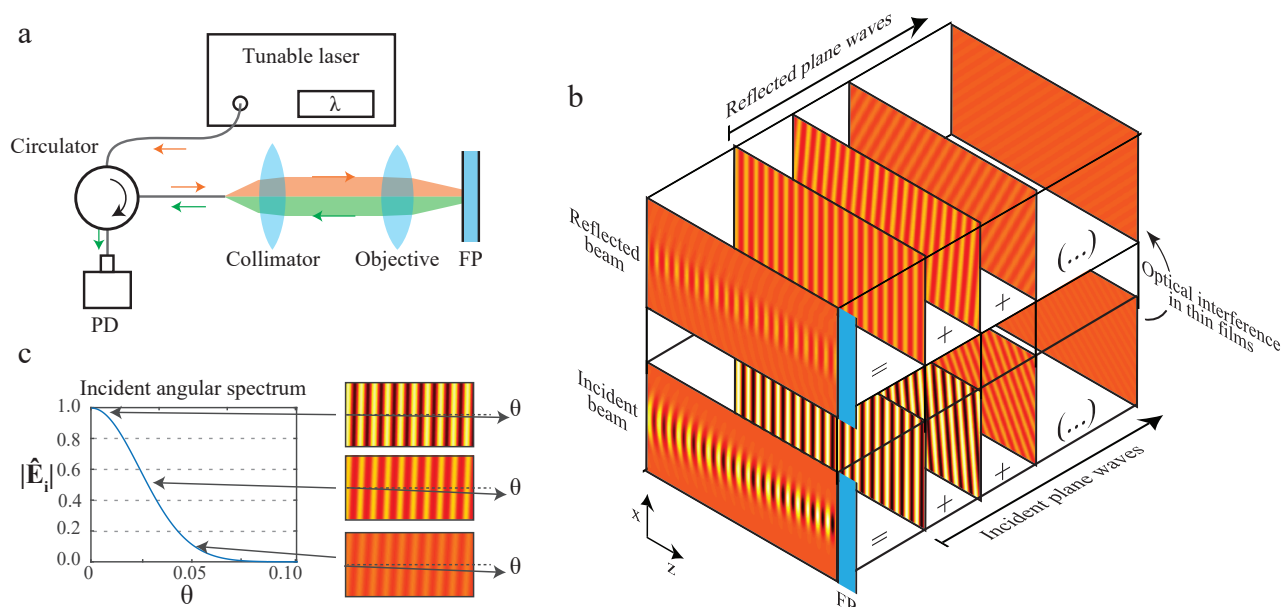 a
Tunable laser
λ
Circulator
Collimator
Objective
FP
PD
b
Reflected plane waves
Reflected
beam
Incident
beam
= + + (...)
= + + (...)
Optical interference
in thin films
Incident plane waves
x
z
FP
c
Incident angular spectrum
1.0
0.8
0.6
0.4
0.2
0.0
|Êᵢ|
0
0.05
0.10
θ
θ
θ
θ